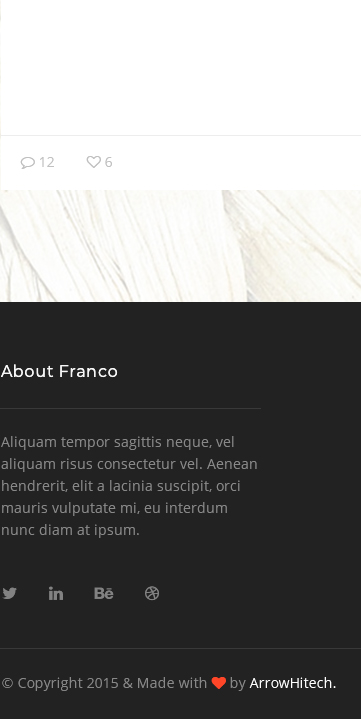 12 6
About Franco
Aliquam tempor sagittis neque, vel
aliquam risus consectetur vel. Aenean
hendrerit, elit a lacinia suscipit, orci
mauris vulputate mi, eu interdum
nunc diam at ipsum.
© Copyright 2015 & Made with ❤ by ArrowHitech.